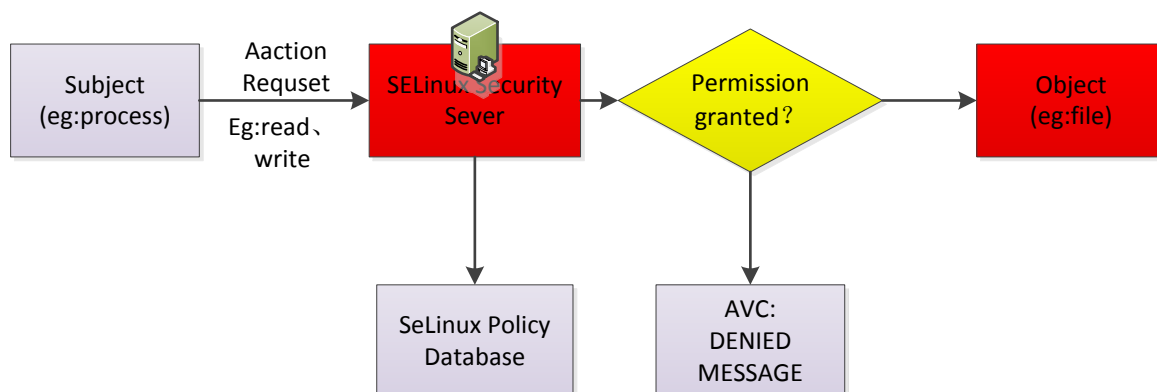 Subject
(eg:process)
Aaction
Requset
Eg:read、
write
SELinux Security
Sever
Permission
granted？
Object
(eg:file)
SeLinux Policy
Database
AVC:
DENIED
MESSAGE